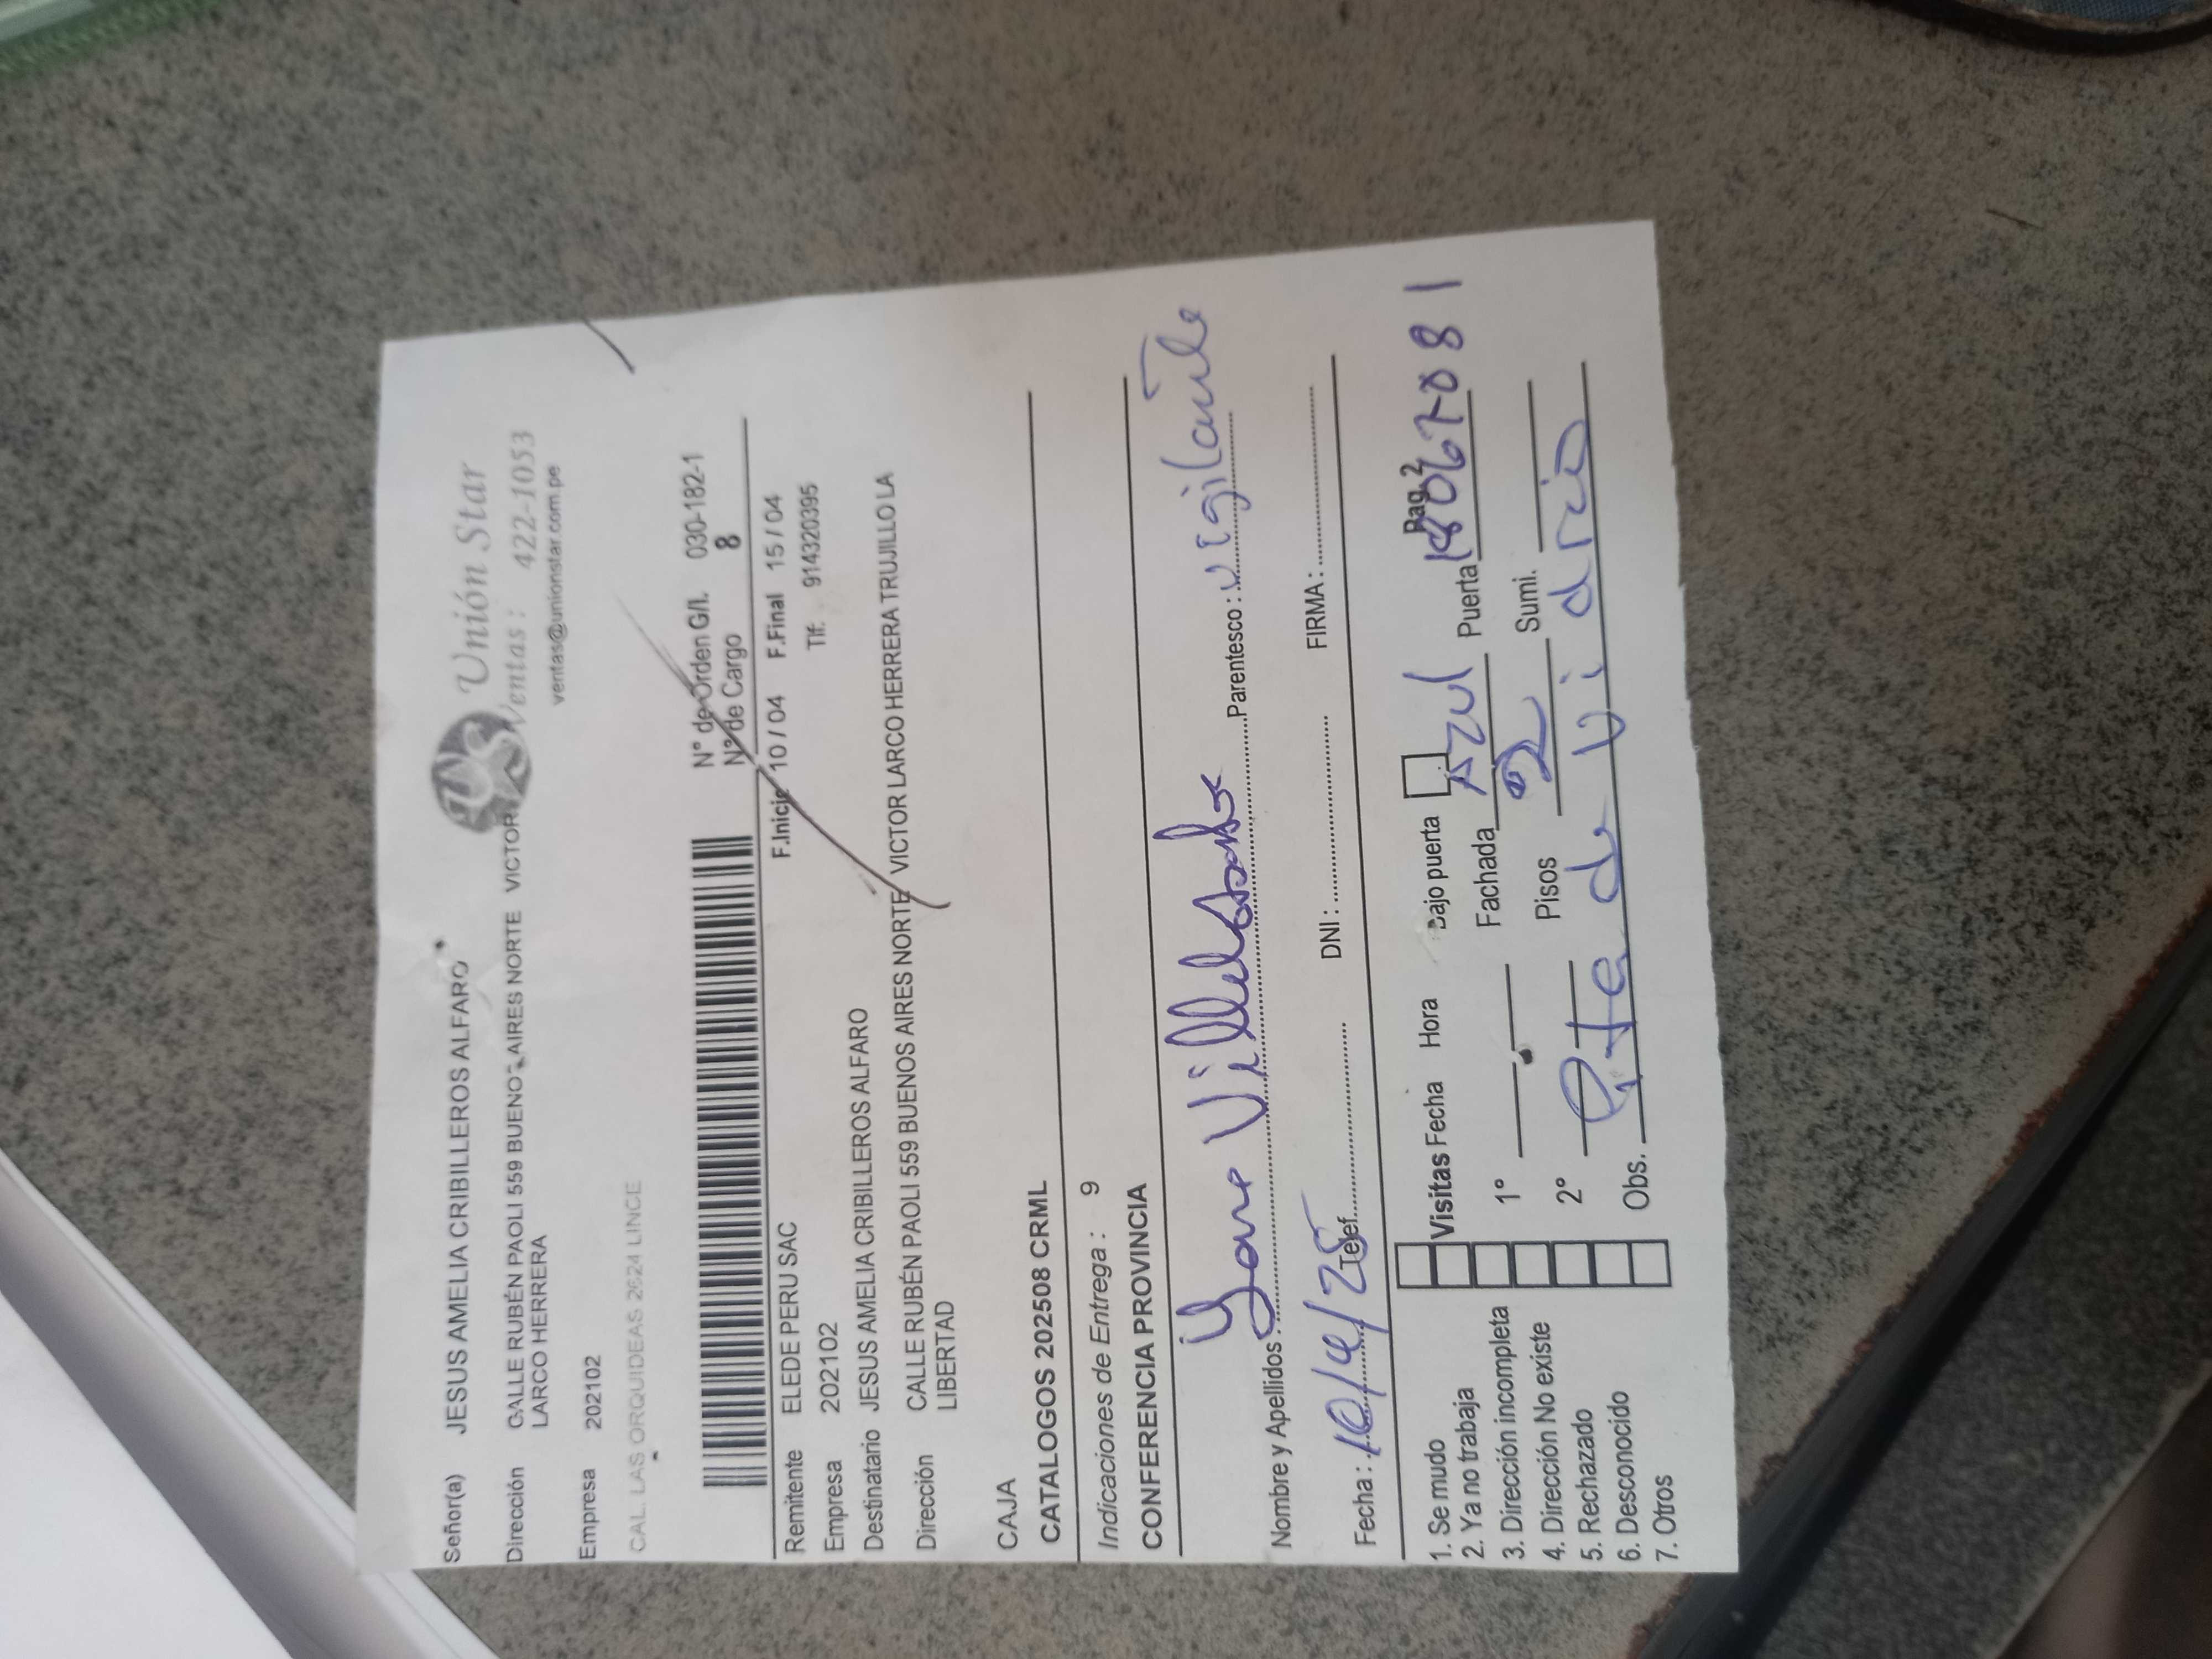 Unión Star
Ventas : 422-1053
ventas@unionstar.com.pe
Señor(a) JESUS AMELIA CRIBILLEROS ALFARO
Dirección CALLE RUBÉN PAOLI 559 BUENOS AIRES NORTE VICTOR
LARCO HERRERA
Empresa 202102
CAL. LAS ORQUIDEAS 2624 LINCE
N° de Orden G/I. 030-182-1
N° de Cargo 8
F.Inicio 10 / 04 F.Final 15 / 04
Remitente ELEDE PERU SAC
Tlf. 914320395
Empresa 202102
Destinatario JESUS AMELIA CRIBILLEROS ALFARO
Dirección CALLE RUBÉN PAOLI 559 BUENOS AIRES NORTE VICTOR LARCO HERRERA TRUJILLO LA
LIBERTAD
CAJA
CATALOGOS 202508 CRML
Indicaciones de Entrega : 9
CONFERENCIA PROVINCIA
Nombre y Apellidos: Parentesco : vigilante
Fecha : 10/4/25 Telef. DNI : FIRMA :
Pag 2
1. Se mudo
2. Ya no trabaja
3. Dirección incompleta
4. Dirección No existe
5. Rechazado
6. Desconocido
7. Otros
Visitas Fecha Hora Bajo puerta
1° Fachada Azul Puerta 18067081
2° Pisos 2 Sumi.
Obs. Pta de Vidrio